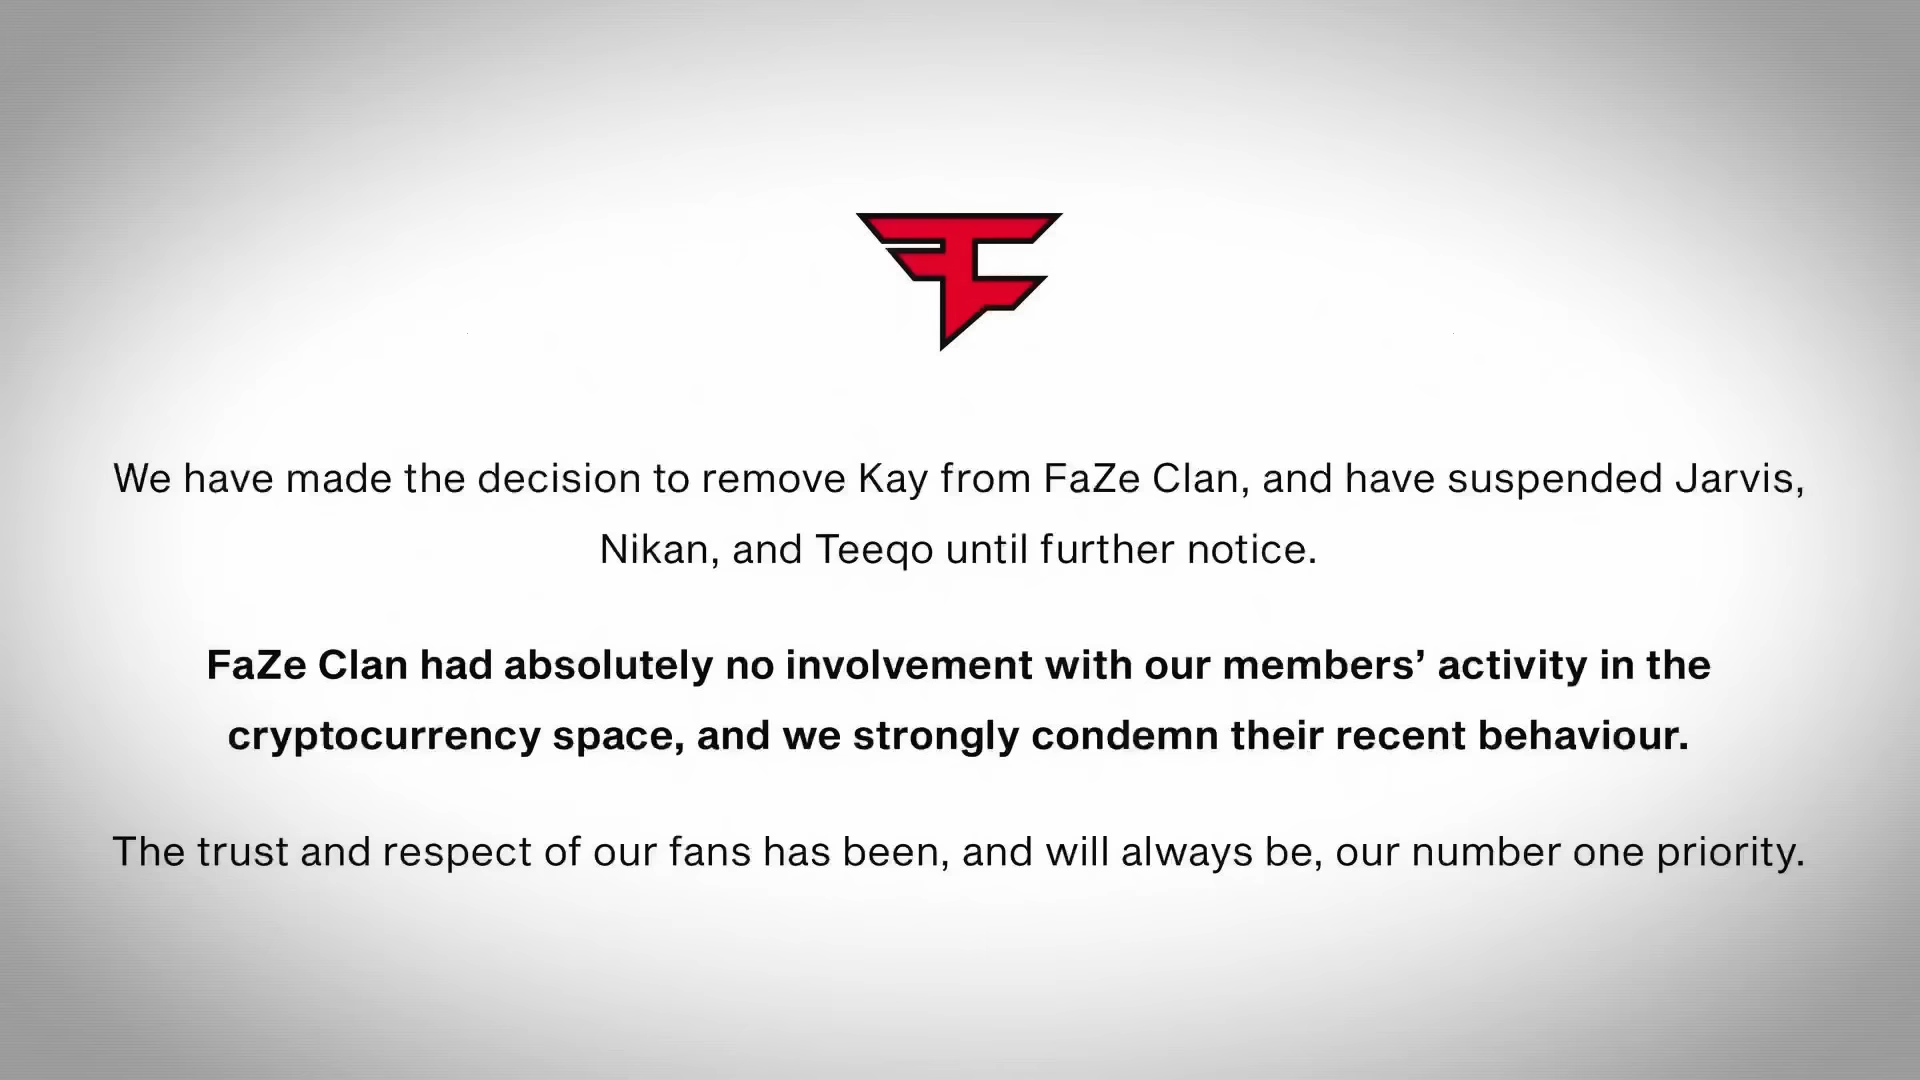 We have made the decision to remove Kay from FaZe Clan, and have suspended Jarvis,
Nikan, and Teeqo until further notice.
FaZe Clan had absolutely no involvement with our members’ activity in the
cryptocurrency space, and we strongly condemn their recent behaviour.
The trust and respect of our fans has been, and will always be, our number one priority.